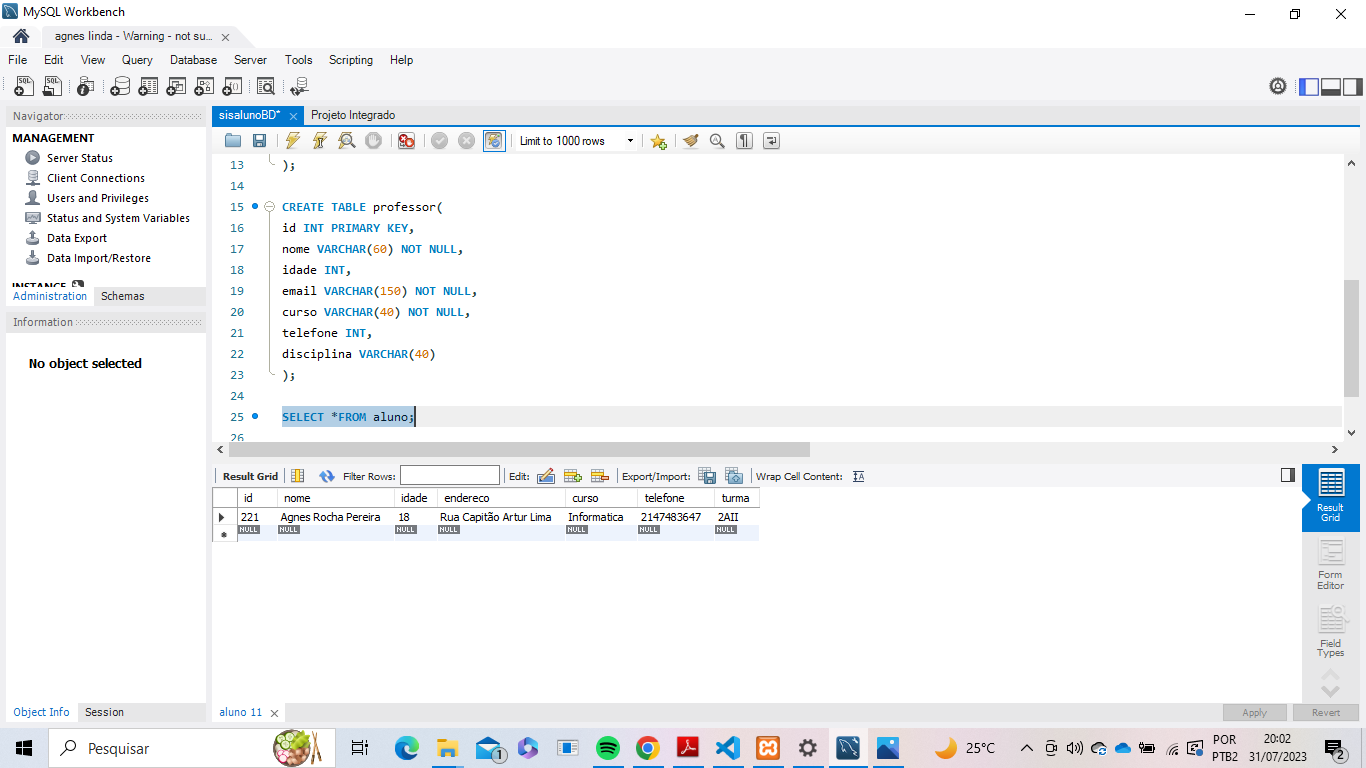 MySQL Workbench
agnes linda - Warning - not su...
File Edit View Query Database Server Tools Scripting Help
Navigator
MANAGEMENT
Server Status
Client Connections
Users and Privileges
Status and System Variables
Data Export
Data Import/Restore
INSTANCE
Administration Schemas
Information
No object selected
Object Info Session
sisalunoBD* Projeto Integrado
Limit to 1000 rows
13 );
14
15 CREATE TABLE professor(
16 id INT PRIMARY KEY,
17 nome VARCHAR(60) NOT NULL,
18 idade INT,
19 email VARCHAR(150) NOT NULL,
20 curso VARCHAR(40) NOT NULL,
21 telefone INT,
22 disciplina VARCHAR(40)
23 );
24
25 SELECT *FROM aluno;
26
Result Grid Filter Rows: Edit: Export/Import: Wrap Cell Content:
id nome idade endereco curso telefone turma
221 Agnes Rocha Pereira 18 Rua Capitão Artur Lima Informatica 2147483647 2AII
NULL NULL NULL NULL NULL NULL NULL
Result
Grid
Form
Editor
Field
Types
aluno 11
Apply Revert
Pesquisar
1
25°C
POR
PTB2
20:02
31/07/2023
2